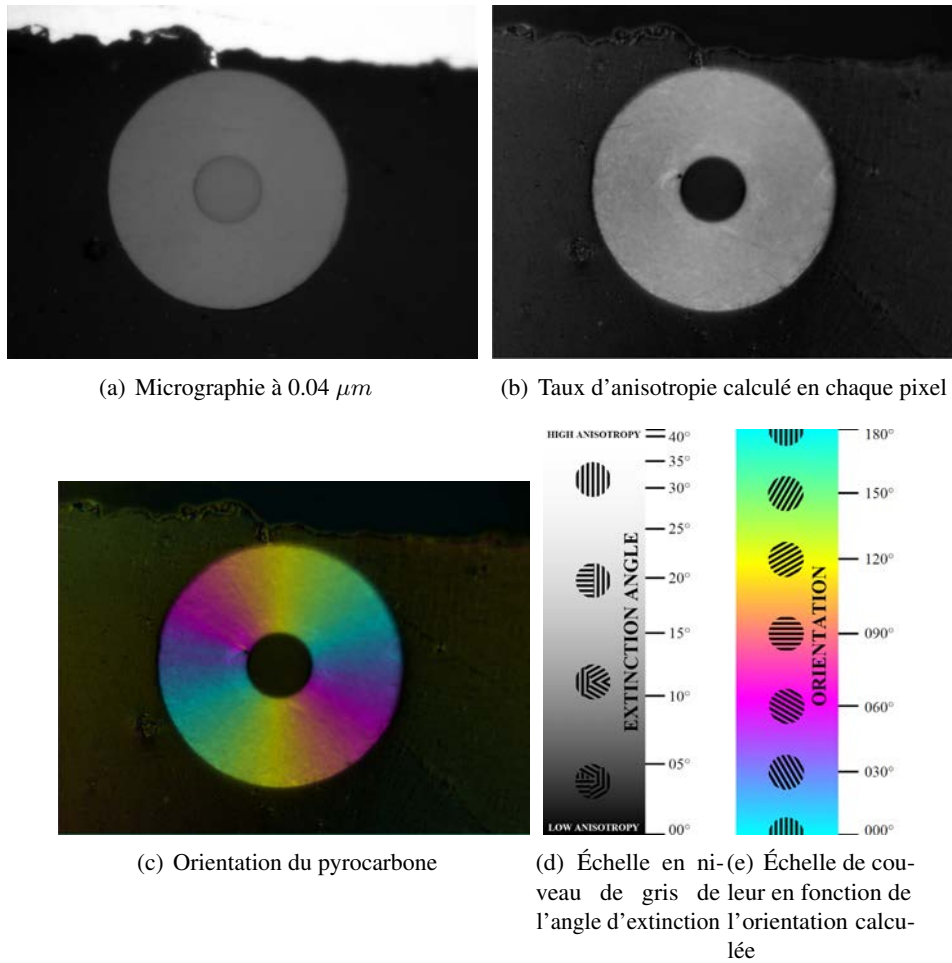 (a) Micrographie à 0.04 µm
(b) Taux d'anisotropie calculé en chaque pixel
HIGH ANISOTROPY
40°
35°
30°
25°
20°
15°
10°
05°
00°
EXTINCTION ANGLE
LOW ANISOTROPY
180°
150°
120°
090°
060°
030°
000°
ORIENTATION
(c) Orientation du pyrocarbone
(d) Échelle en ni-
veau de gris de
l'angle d'extinction
(e) Échelle de cou-
leur en fonction de
l'orientation calcu-
lée